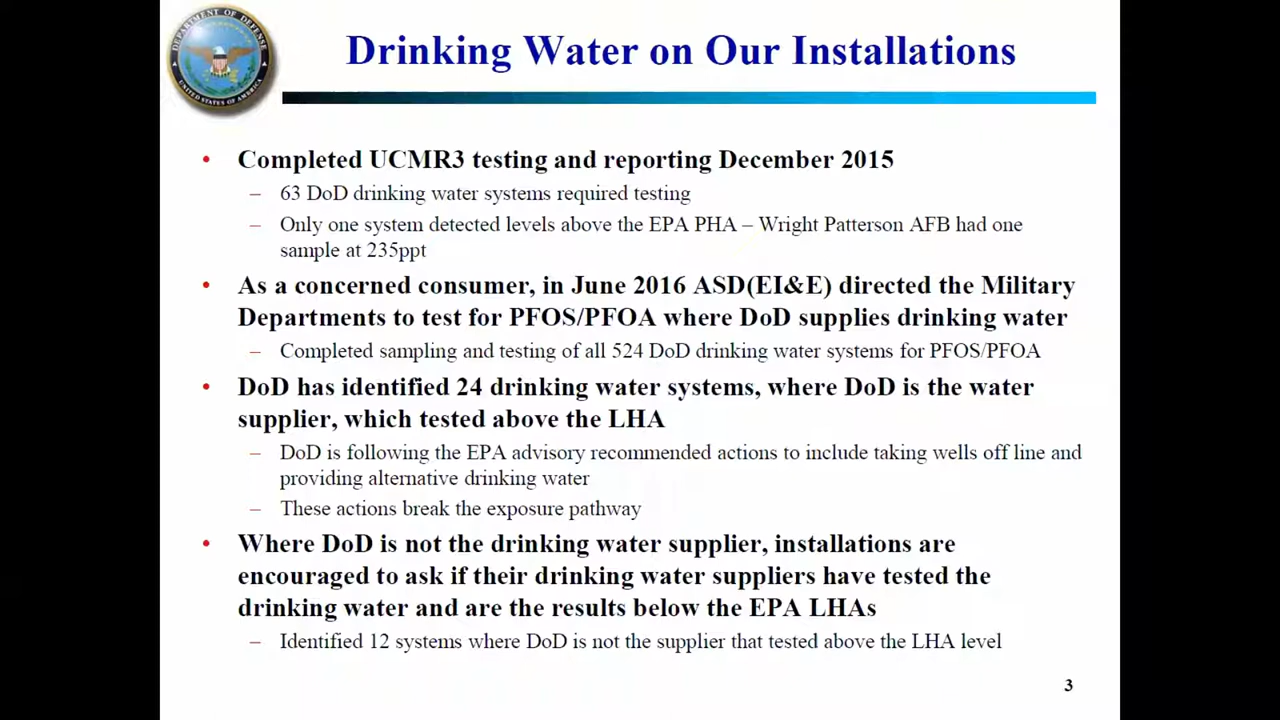 DEPARTMENT OF DEFENSE
UNITED STATES OF AMERICA
Drinking Water on Our Installations
• Completed UCMR3 testing and reporting December 2015
– 63 DoD drinking water systems required testing
– Only one system detected levels above the EPA PHA – Wright Patterson AFB had one
sample at 235ppt
• As a concerned consumer, in June 2016 ASD(EI&E) directed the Military
Departments to test for PFOS/PFOA where DoD supplies drinking water
– Completed sampling and testing of all 524 DoD drinking water systems for PFOS/PFOA
• DoD has identified 24 drinking water systems, where DoD is the water
supplier, which tested above the LHA
– DoD is following the EPA advisory recommended actions to include taking wells off line and
providing alternative drinking water
– These actions break the exposure pathway
• Where DoD is not the drinking water supplier, installations are
encouraged to ask if their drinking water suppliers have tested the
drinking water and are the results below the EPA LHAs
– Identified 12 systems where DoD is not the supplier that tested above the LHA level
3